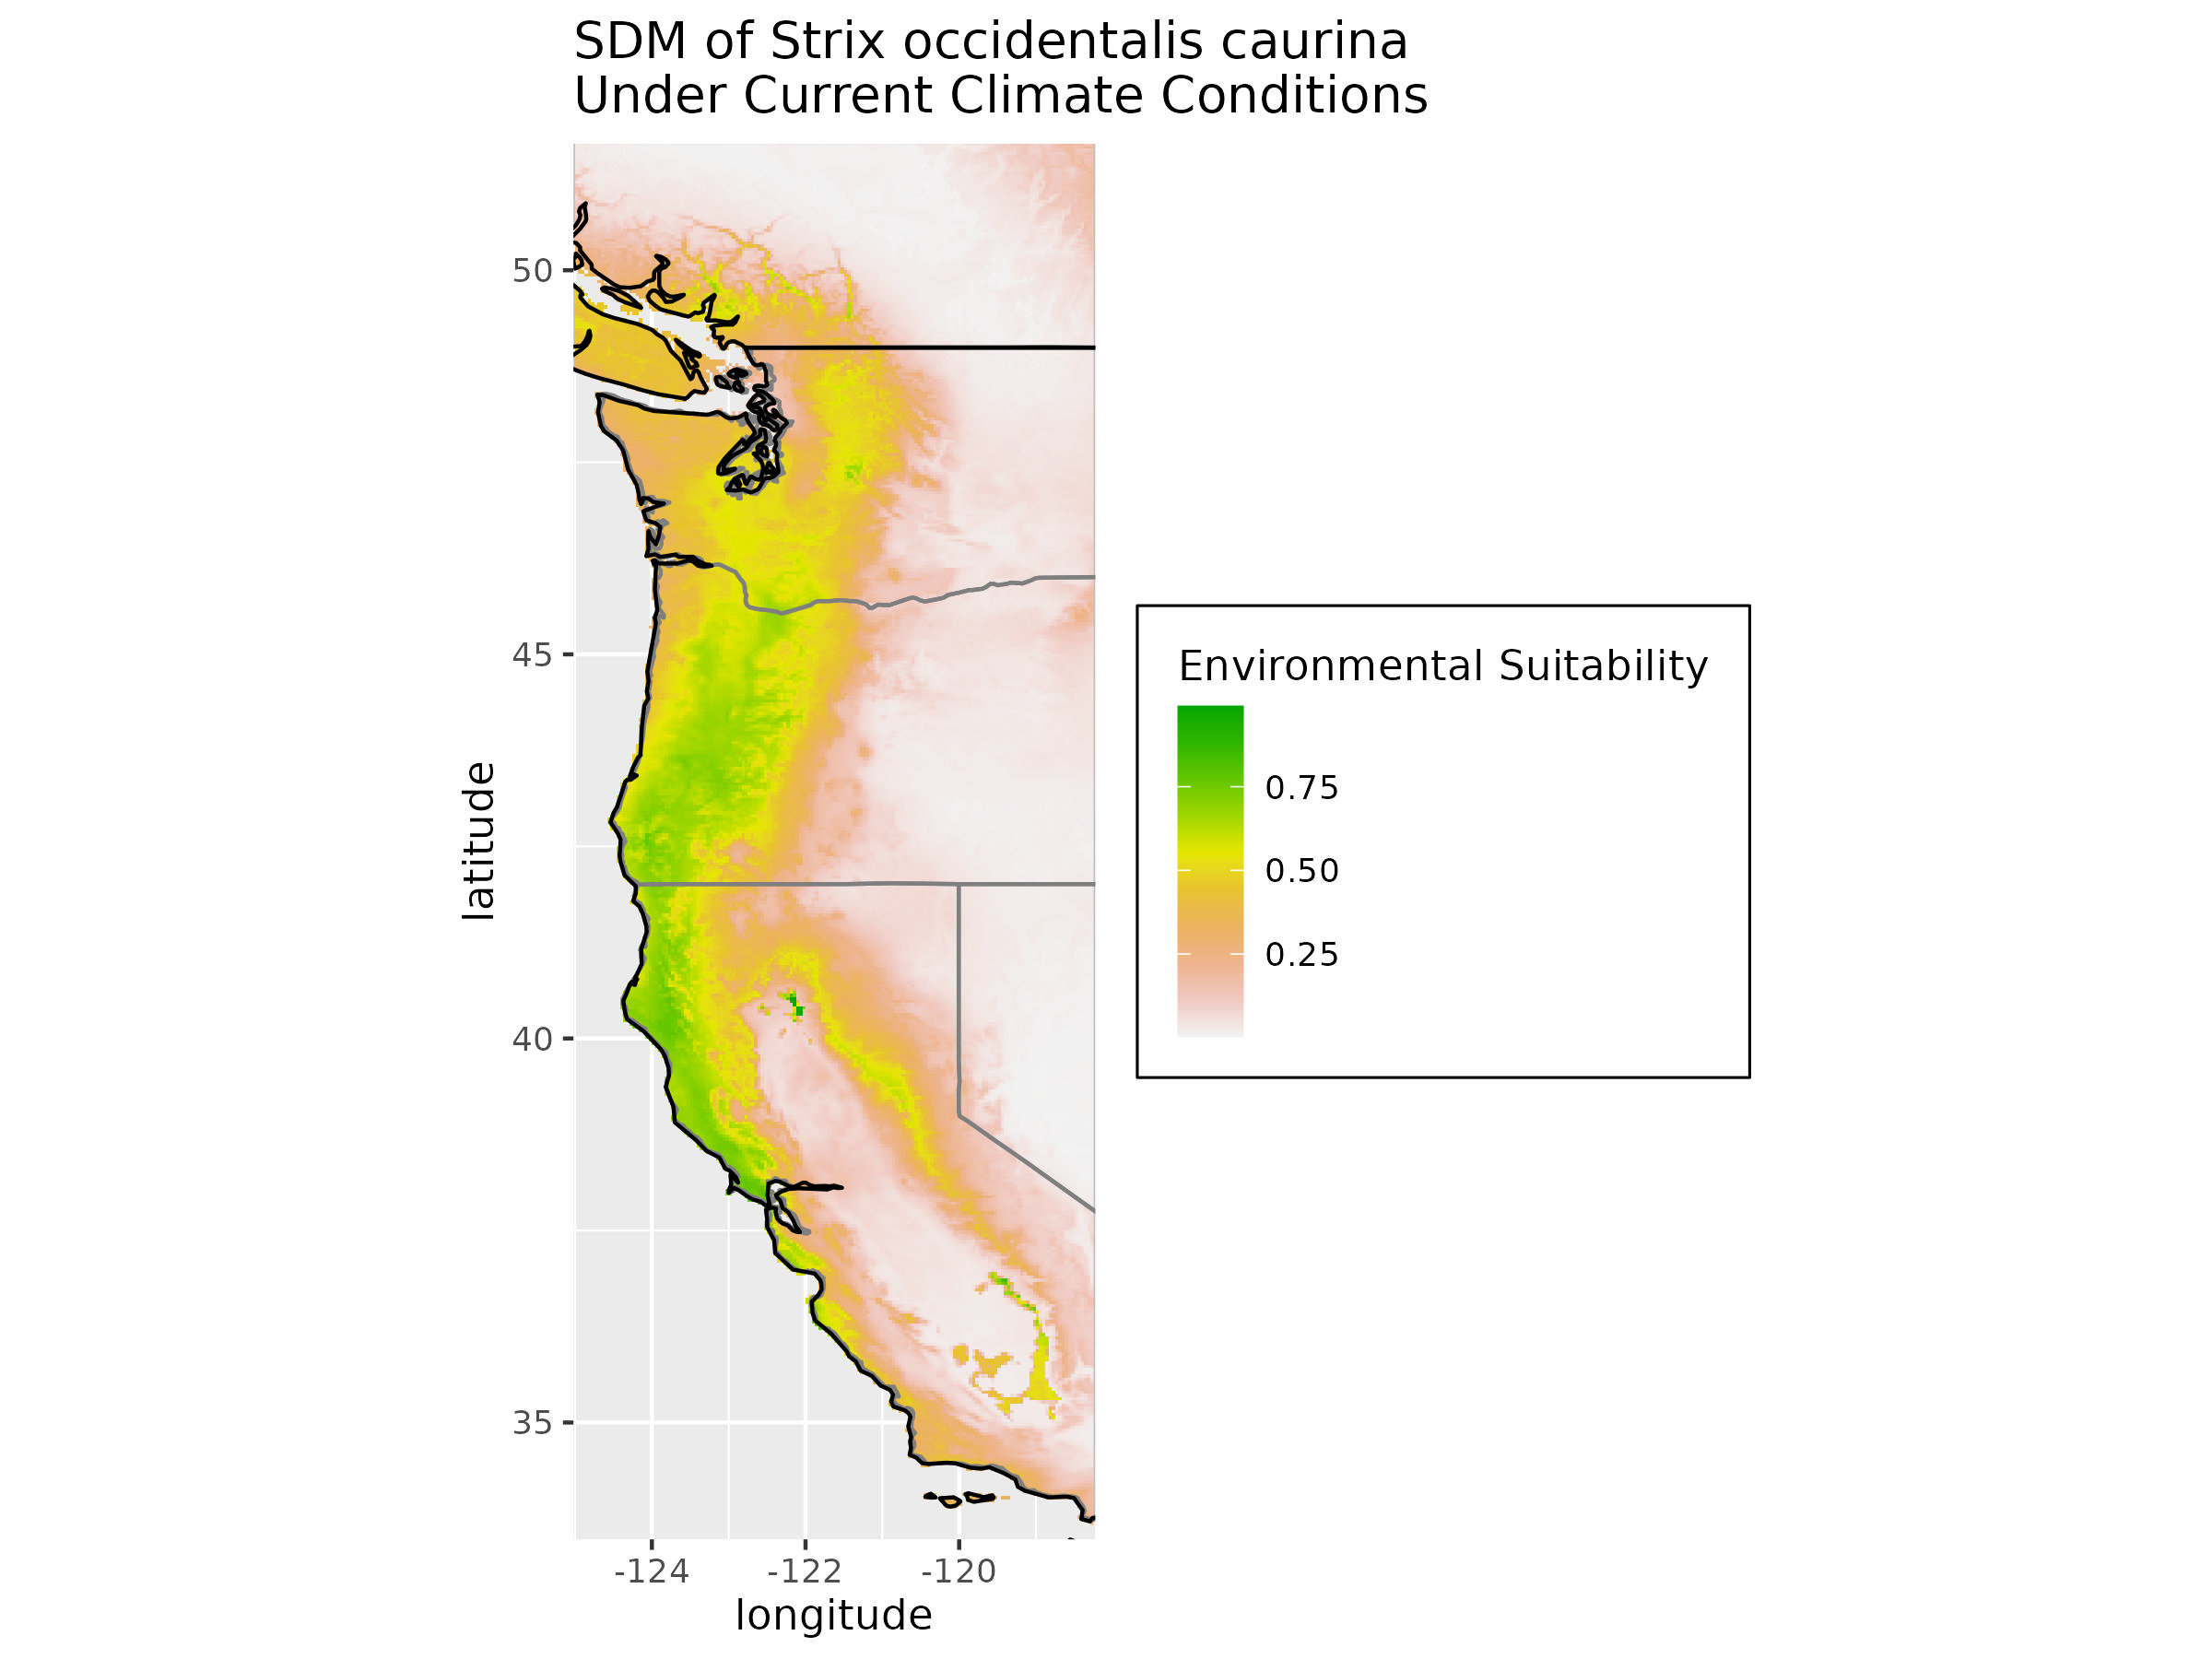 SDM of Strix occidentalis caurina
Under Current Climate Conditions
50
45
40
35
latitude
-124
-122
-120
longitude
Environmental Suitability
0.75
0.50
0.25